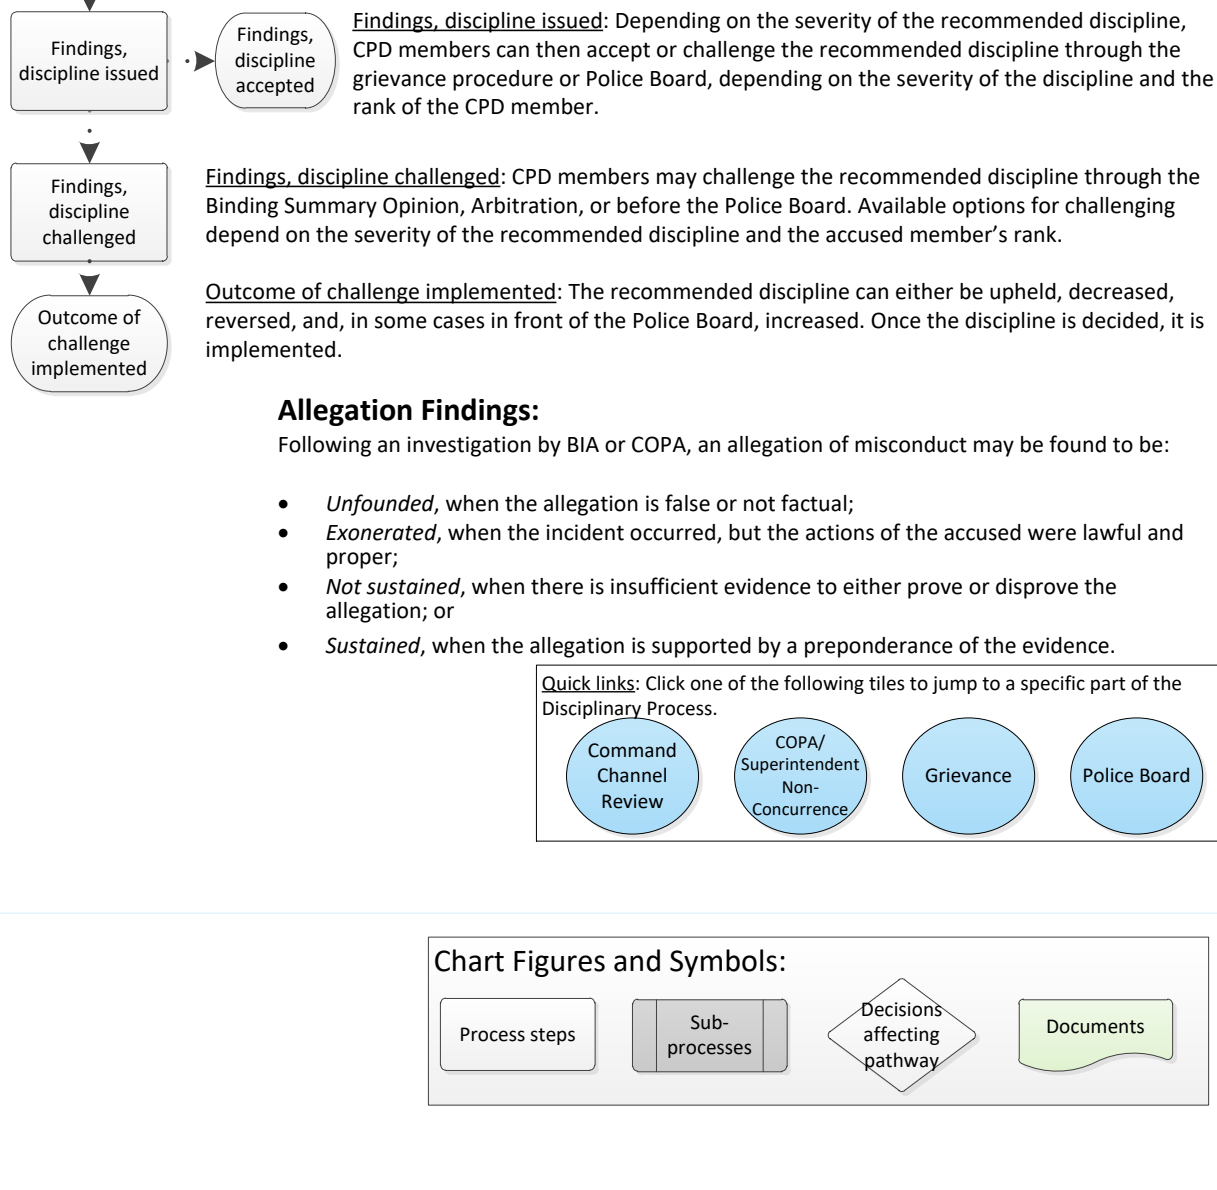 Findings,
discipline issued
Findings,
discipline
accepted
Findings, discipline issued: Depending on the severity of the recommended discipline,
CPD members can then accept or challenge the recommended discipline through the
grievance procedure or Police Board, depending on the severity of the discipline and the
rank of the CPD member.
Findings,
discipline
challenged
Findings, discipline challenged: CPD members may challenge the recommended discipline through the
Binding Summary Opinion, Arbitration, or before the Police Board. Available options for challenging
depend on the severity of the recommended discipline and the accused member’s rank.
Outcome of
challenge
implemented
Outcome of challenge implemented: The recommended discipline can either be upheld, decreased,
reversed, and, in some cases in front of the Police Board, increased. Once the discipline is decided, it is
implemented.
Allegation Findings:
Following an investigation by BIA or COPA, an allegation of misconduct may be found to be:
• Unfounded, when the allegation is false or not factual;
• Exonerated, when the incident occurred, but the actions of the accused were lawful and
proper;
• Not sustained, when there is insufficient evidence to either prove or disprove the
allegation; or
• Sustained, when the allegation is supported by a preponderance of the evidence.
Quick links: Click one of the following tiles to jump to a specific part of the
Disciplinary Process.
Command
Channel
Review
COPA/
Superintendent
Non-
Concurrence
Grievance
Police Board
Chart Figures and Symbols:
Process steps
Sub-
processes
Decisions
affecting
pathway
Documents